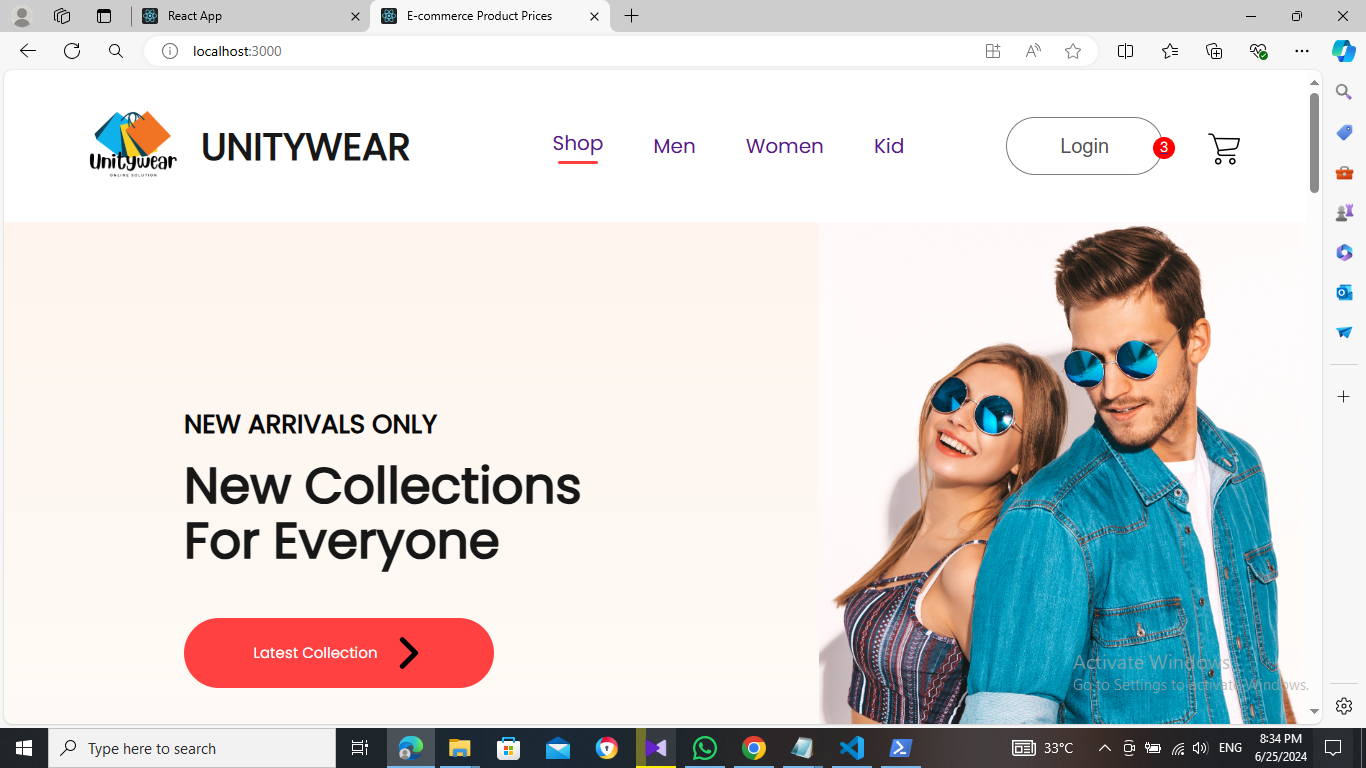 React App
E-commerce Product Prices
localhost:3000
Unitywear
ONLINE SOLUTION
UNITYWEAR
Shop
Men
Women
Kid
Login
3
NEW ARRIVALS ONLY
New Collections
For Everyone
Latest Collection
Activate Windows
Go to Settings to activate Windows.
Type here to search
33°C
ENG
8:34 PM
6/25/2024